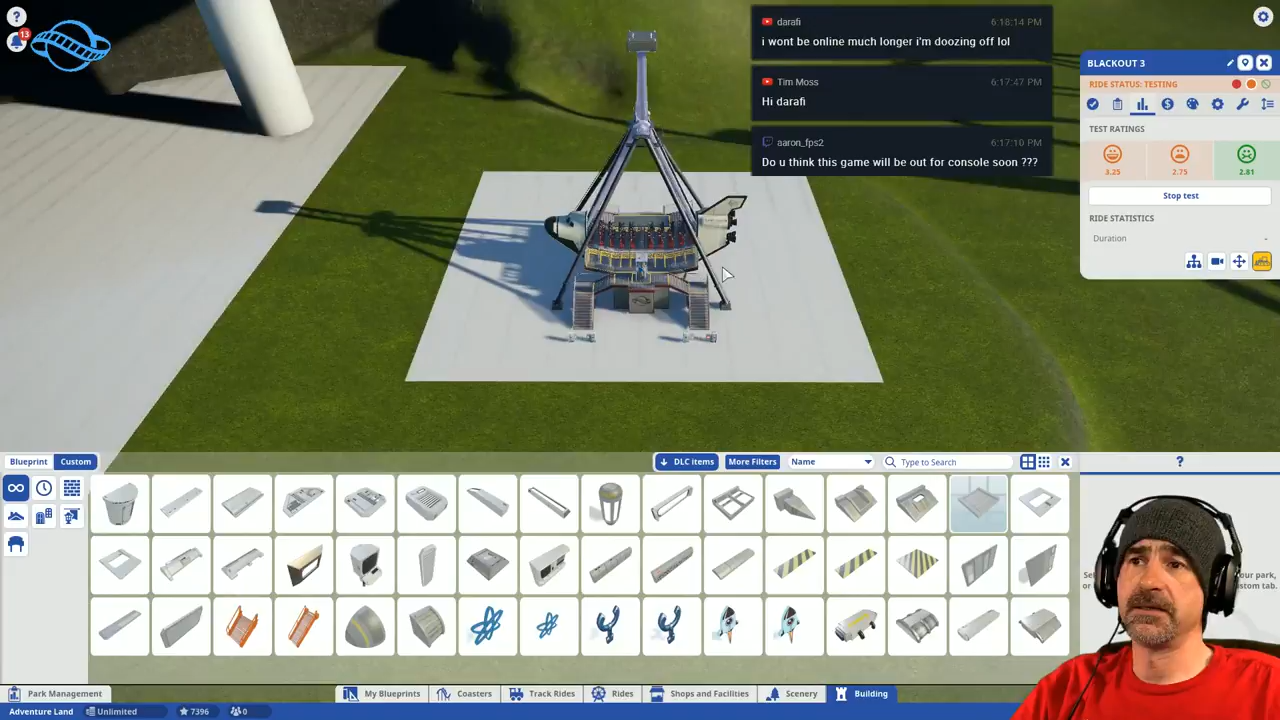 ?
13
darafi
6:18:14 PM
i wont be online much longer i'm doozing off lol
Tim Moss
6:17:47 PM
Hi darafi
aaron_fps2
6:17:10 PM
Do u think this game will be out for console soon ???
BLACKOUT 3
RIDE STATUS: TESTING
TEST RATINGS
3.25
2.75
2.81
Stop test
RIDE STATISTICS
Duration
-
Blueprint
Custom
DLC items
More Filters
Name
Type to Search
?
Park Management
My Blueprints
Coasters
Track Rides
Rides
Shops and Facilities
Scenery
Building
Adventure Land
Unlimited
7396
0